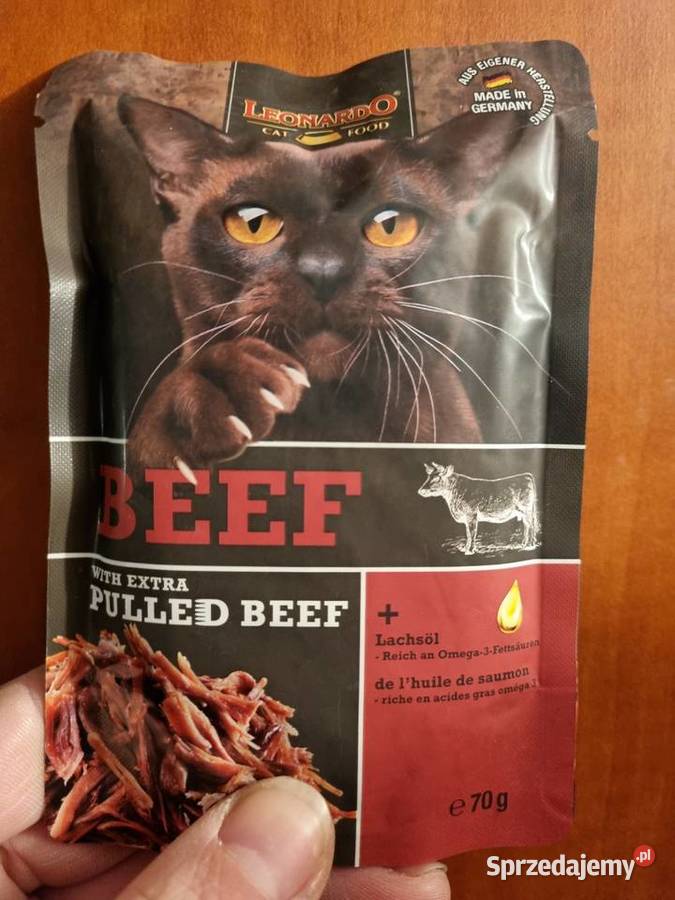 LEONARDO
CAT FOOD
AUS EIGENER HERSTELLUNG
MADE in
GERMANY
BEEF
WITH EXTRA
PULLED BEEF
+
Lachsöl
- Reich an Omega-3-Fettsäuren
de l'huile de saumon
- riche en acides gras oméga 3
e 70g
Sprzedajemy.pl